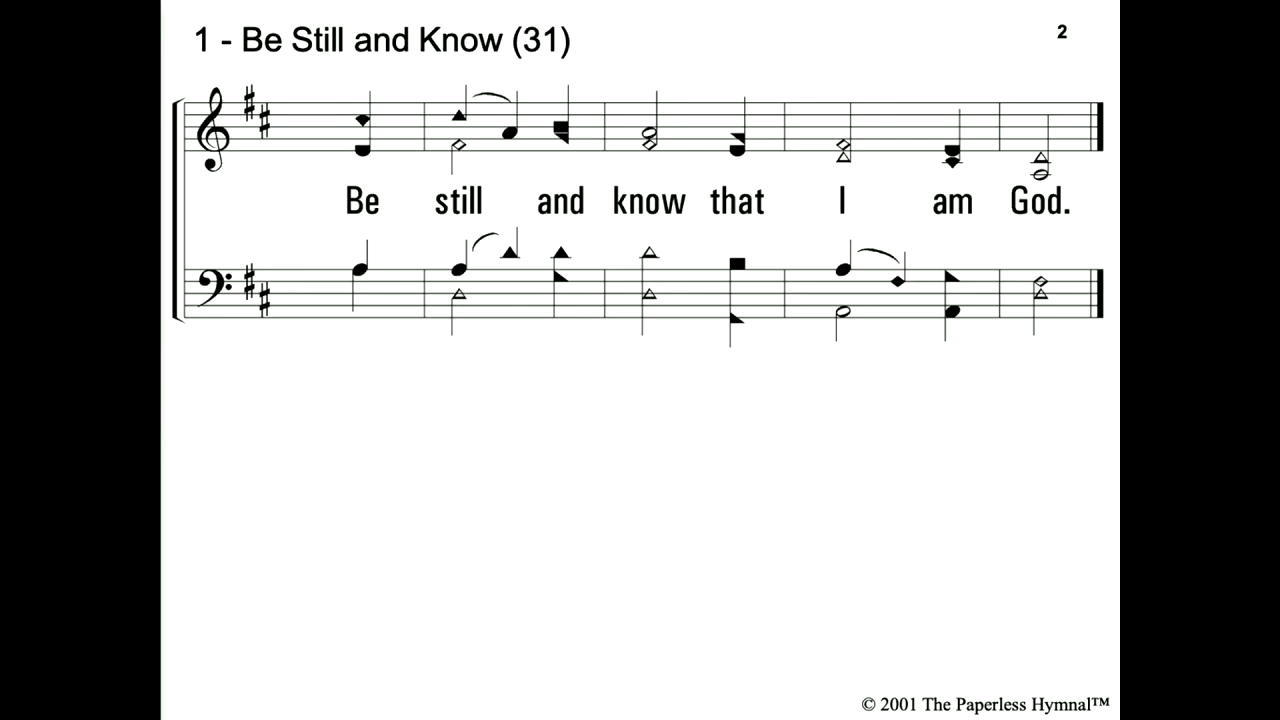 1 - Be Still and Know (31)
2
Be still and know that I am God.
© 2001 The Paperless Hymnal™